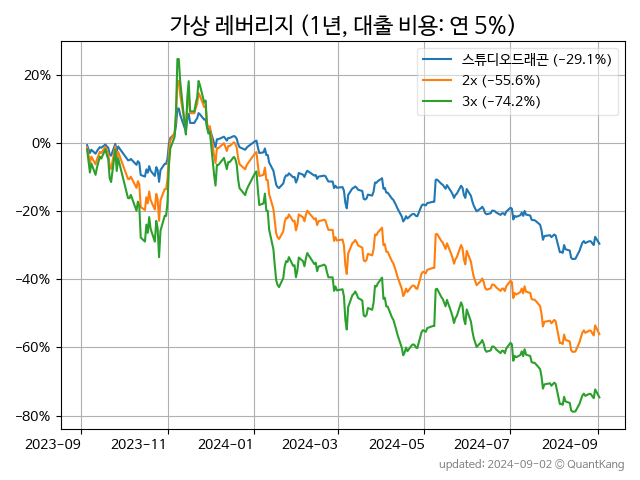 가상 레버리지 (1년, 대출 비용: 연 5%)
스튜디오드래곤 (−29.1%)
2x (−55.6%)
3x (−74.2%)
20%
0%
−20%
−40%
−60%
−80%
2023-09 2023-11 2024-01 2024-03 2024-05 2024-07 2024-09
updated: 2024-09-02 © QuantKang